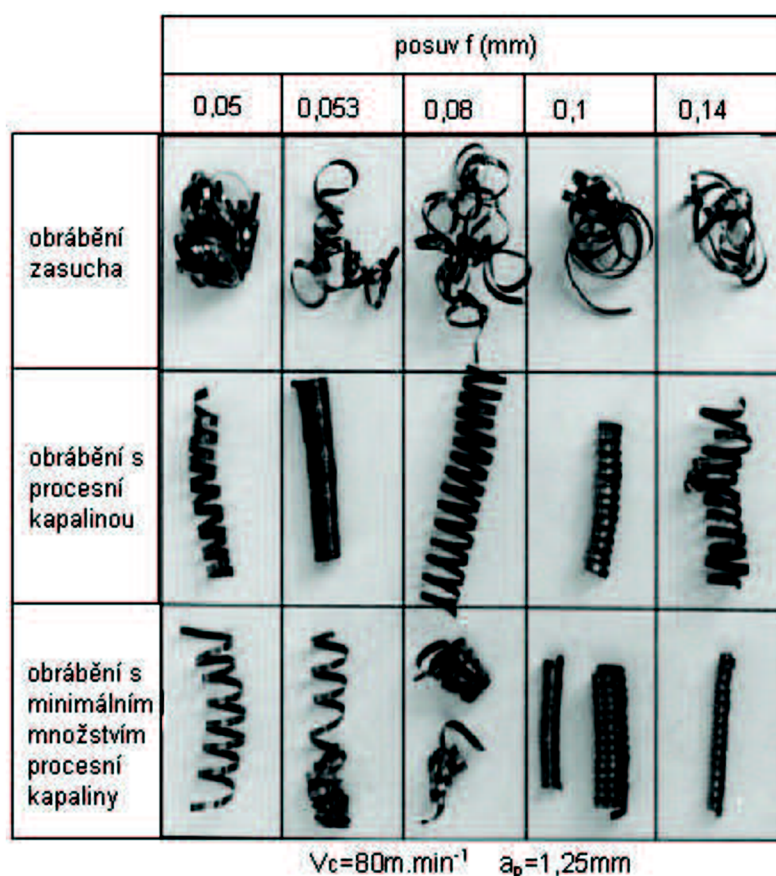 posuv f (mm)
0,05 0,053 0,08 0,1 0,14
obrábění
zasucha
obrábění s
procesní
kapalinou
obrábění s
minimálním
množstvím
procesní
kapaliny
Vc=80m.min⁻¹ aₚ=1,25mm